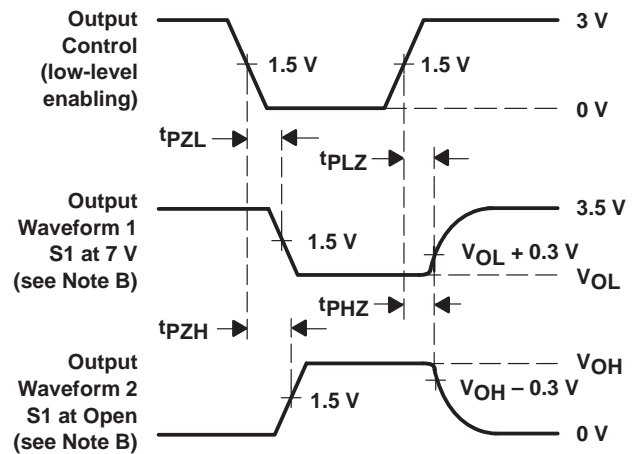 Output
Control
(low-level
enabling)
1.5 V
1.5 V
3 V
0 V
tPZL
tPLZ
Output
Waveform 1
S1 at 7 V
(see Note B)
1.5 V
3.5 V
VOL + 0.3 V
VOL
tPZH
tPHZ
Output
Waveform 2
S1 at Open
(see Note B)
1.5 V
VOH
VOH – 0.3 V
0 V